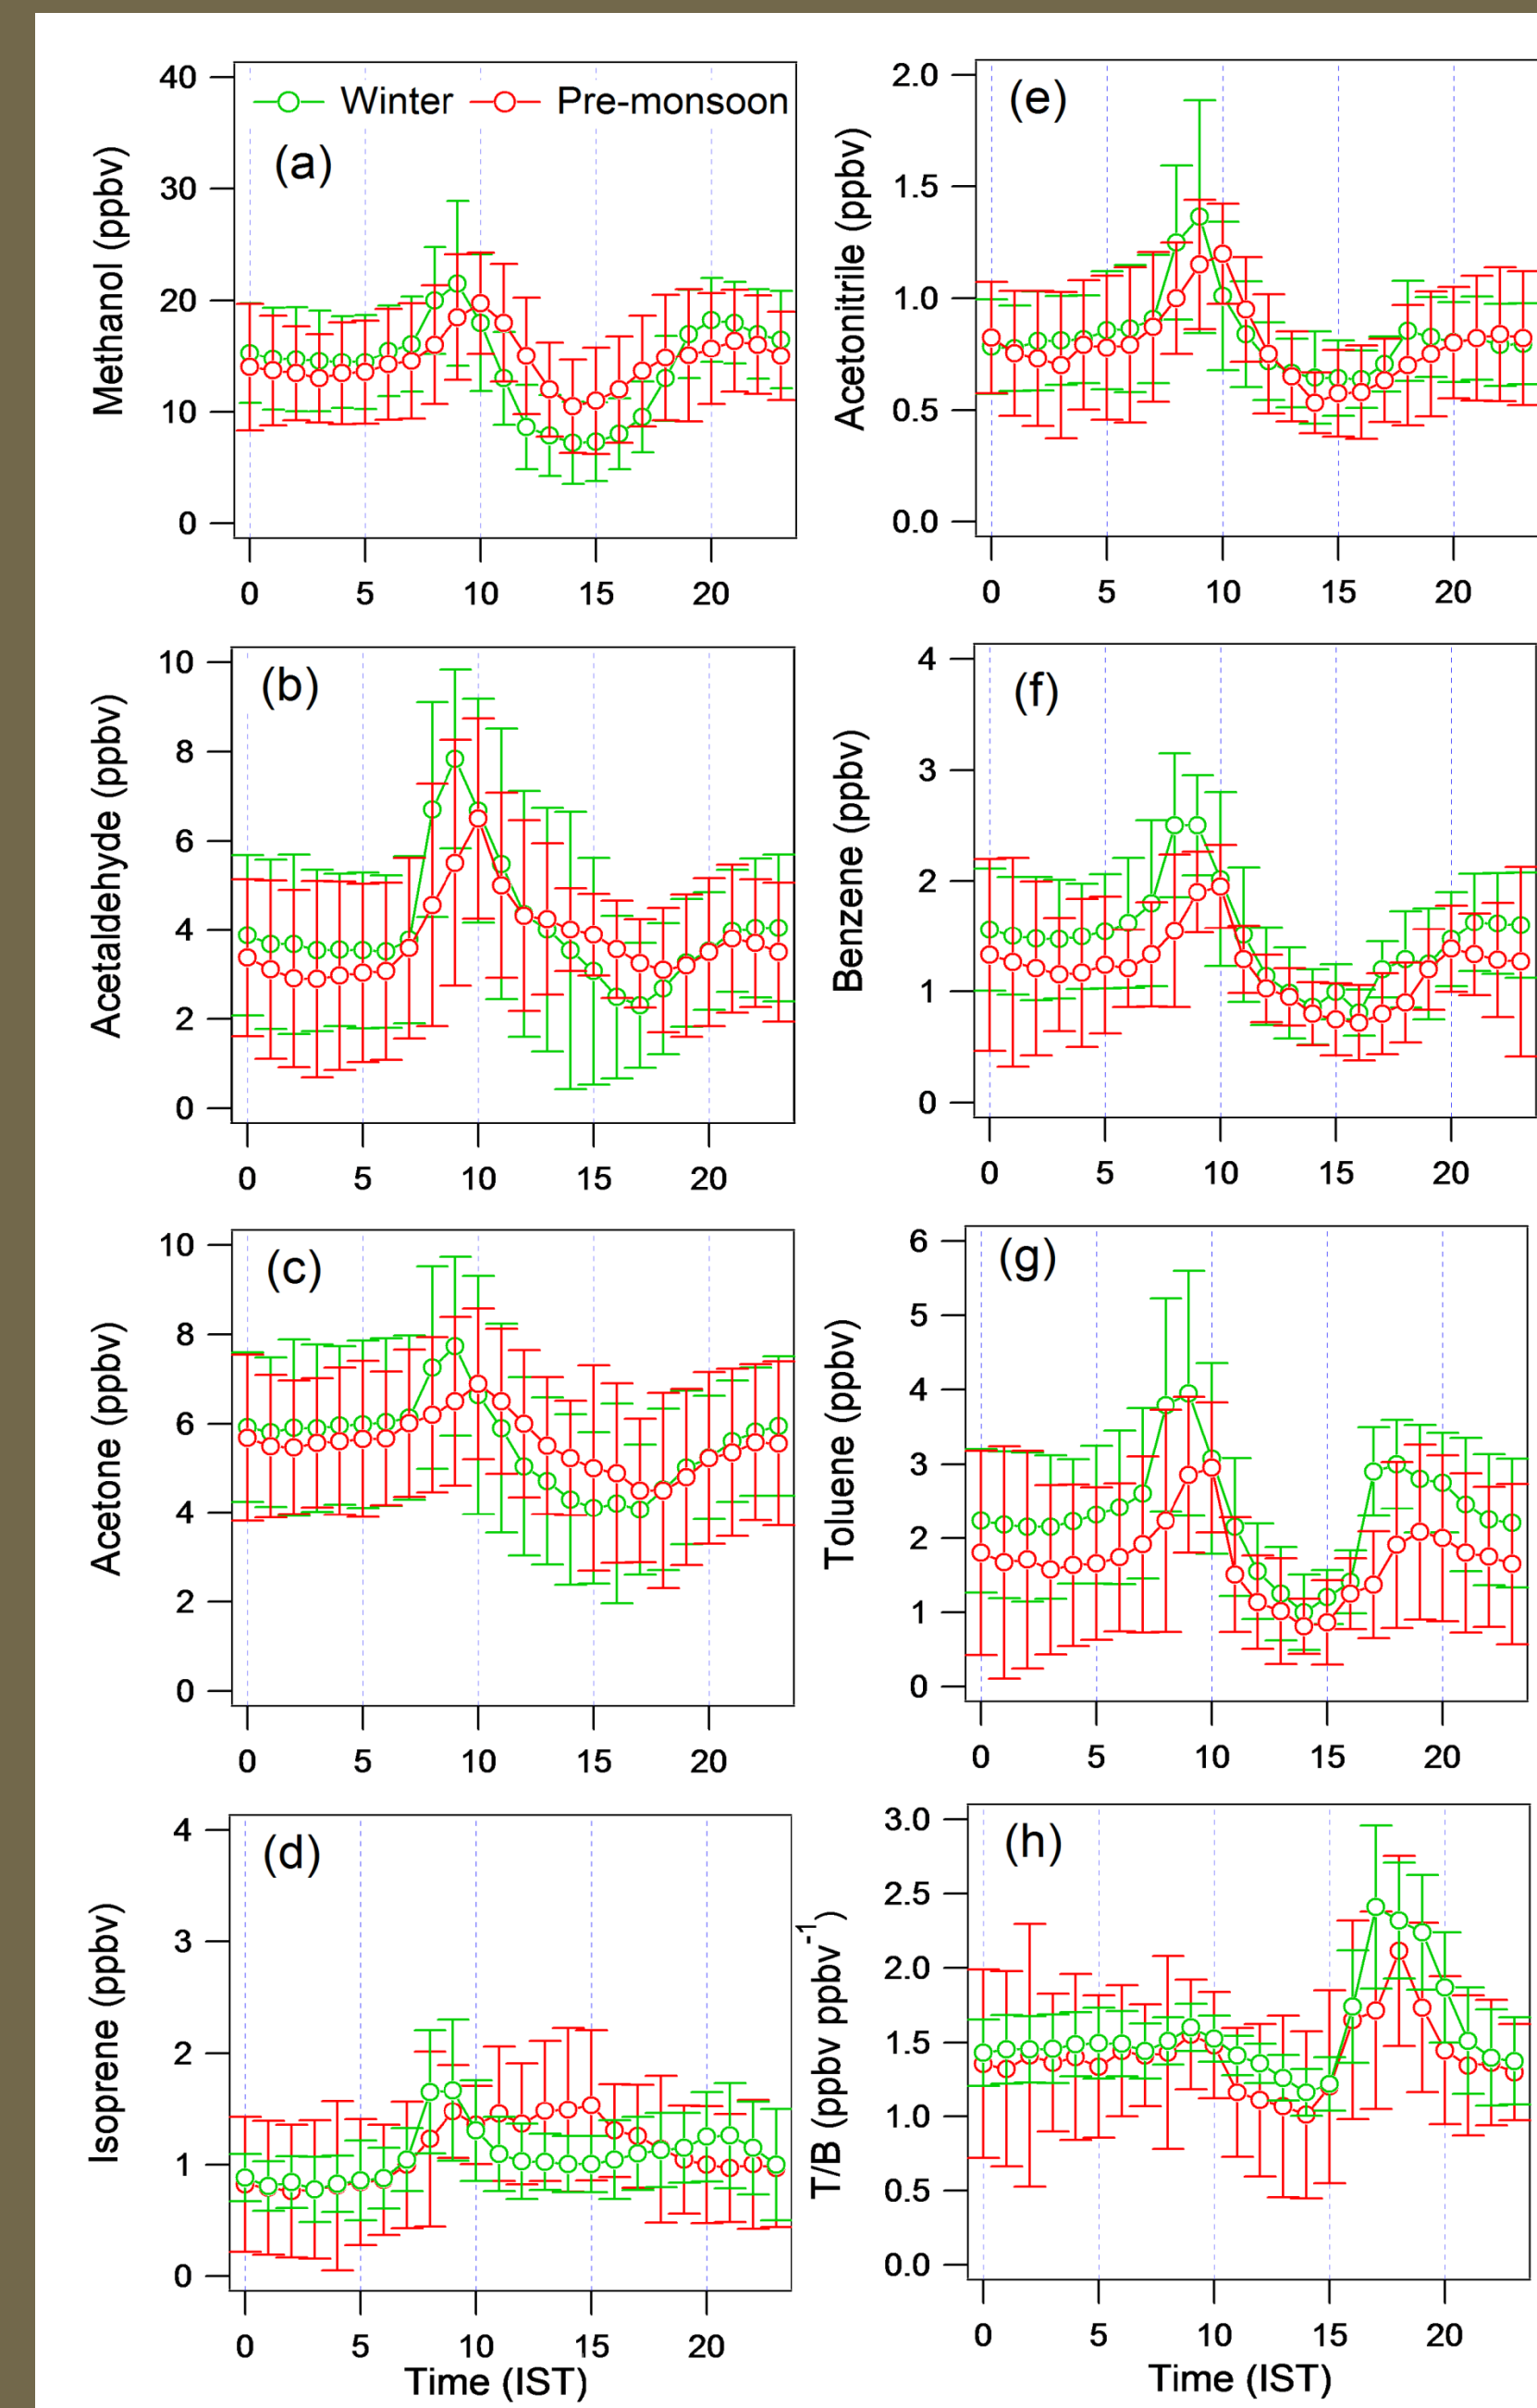 40
30
20
10
0
Methanol (ppbv)
Winter Pre-monsoon
(a)
0 5 10 15 20
2.0
1.5
1.0
0.5
0.0
Acetonitrile (ppbv)
(e)
0 5 10 15 20
10
8
6
4
2
0
Acetaldehyde (ppbv)
(b)
0 5 10 15 20
4
3
2
1
0
Benzene (ppbv)
(f)
0 5 10 15 20
10
8
6
4
2
0
Acetone (ppbv)
(c)
0 5 10 15 20
6
5
4
3
2
1
0
Toluene (ppbv)
(g)
0 5 10 15 20
4
3
2
1
0
Isoprene (ppbv)
(d)
0 5 10 15 20
Time (IST)
3.0
2.5
2.0
1.5
1.0
0.5
0.0
T/B (ppbv ppbv⁻¹)
(h)
0 5 10 15 20
Time (IST)